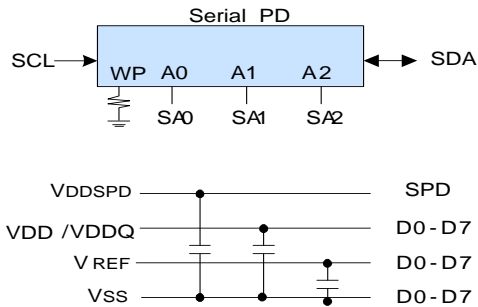 Serial PD
SCL
SDA
WP A0 A1 A2
SA0 SA1 SA2
VDDSPD SPD
VDD /VDDQ D0-D7
VREF D0-D7
VSS D0-D7